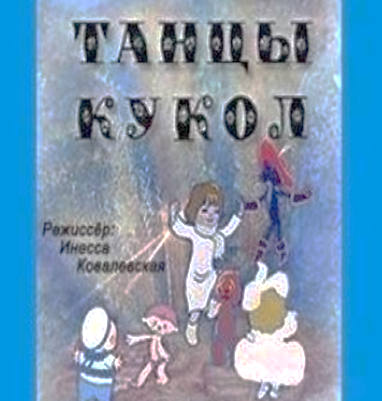 ТАНЦЫ
КУКОЛ
Режиссёр:
Инесса
Ковалевская